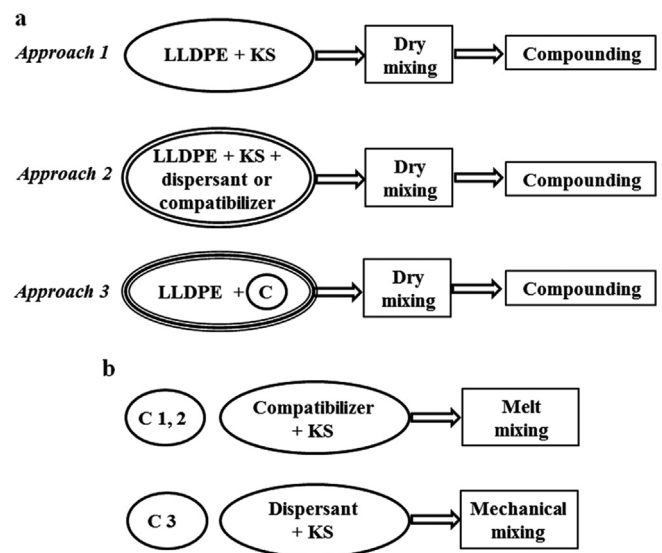 a
Approach 1
LLDPE + KS
Dry
mixing
Compounding
Approach 2
LLDPE + KS +
dispersant or
compatibilizer
Dry
mixing
Compounding
Approach 3
LLDPE + C
Dry
mixing
Compounding
b
C 1, 2
Compatibilizer
+ KS
Melt
mixing
C 3
Dispersant
+ KS
Mechanical
mixing